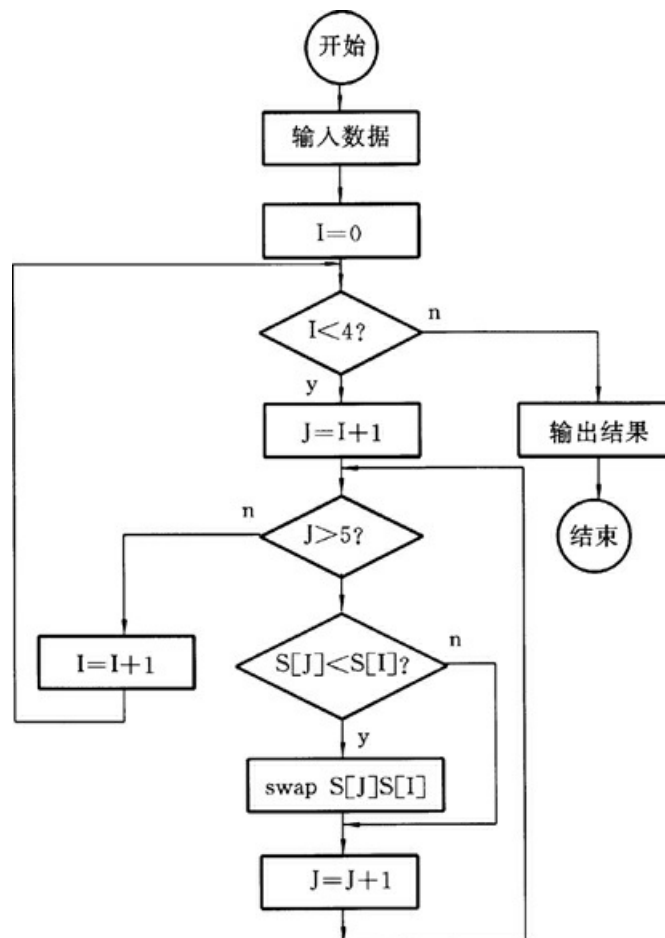 开始
输入数据
I=0
I<4?
n
y
J=I+1
输出结果
n
J>5?
结束
I=I+1
S[J]<S[I]?
n
y
swap S[J]S[I]
J=J+1